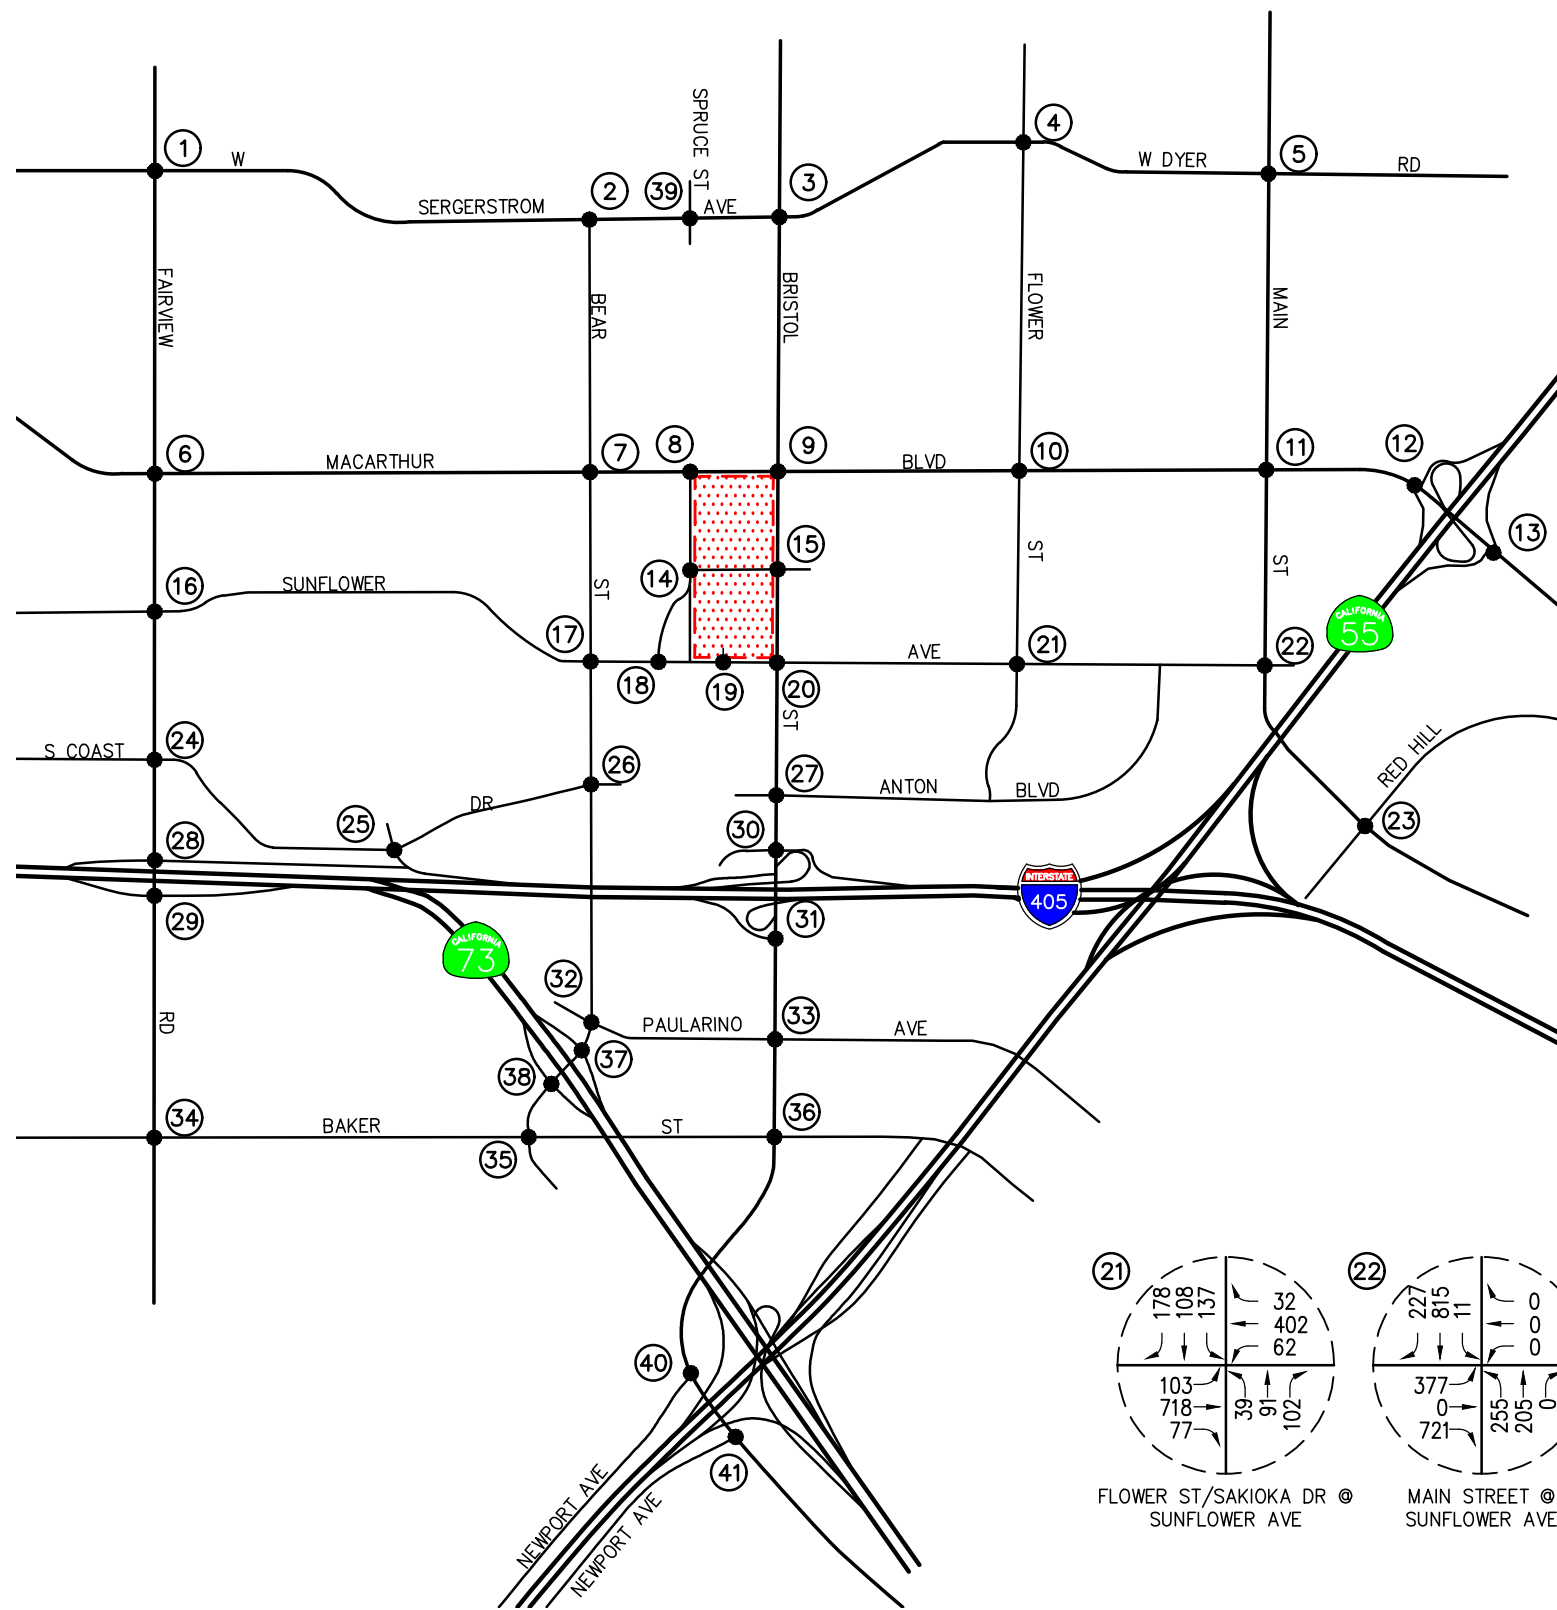 1
W
SERGERSTROM
2
39
AVE
SPRUCE ST
3
4
W DYER
5
RD
FAIRVIEW
BEAR
BRISTOL
FLOWER
MAIN
6
MACARTHUR
7
8
9
BLVD
10
11
12
13
14
15
ST
ST
16
SUNFLOWER
17
ST
18
19
20
AVE
21
22
CALIFORNIA
55
ST
S COAST
24
25
DR
26
27
ANTON
BLVD
RED HILL
23
28
29
30
31
INTERSTATE
405
CALIFORNIA
73
RD
32
PAULARINO
33
AVE
37
38
34
BAKER
35
ST
36
40
41
NEWPORT AVE
NEWPORT AVE
21
178
108
137
32
402
62
103
718
77
39
91
102
FLOWER ST/SAKIOKA DR @
SUNFLOWER AVE
22
227
815
11
0
0
0
377
0
721
255
205
0
MAIN STREET @
SUNFLOWER AVE